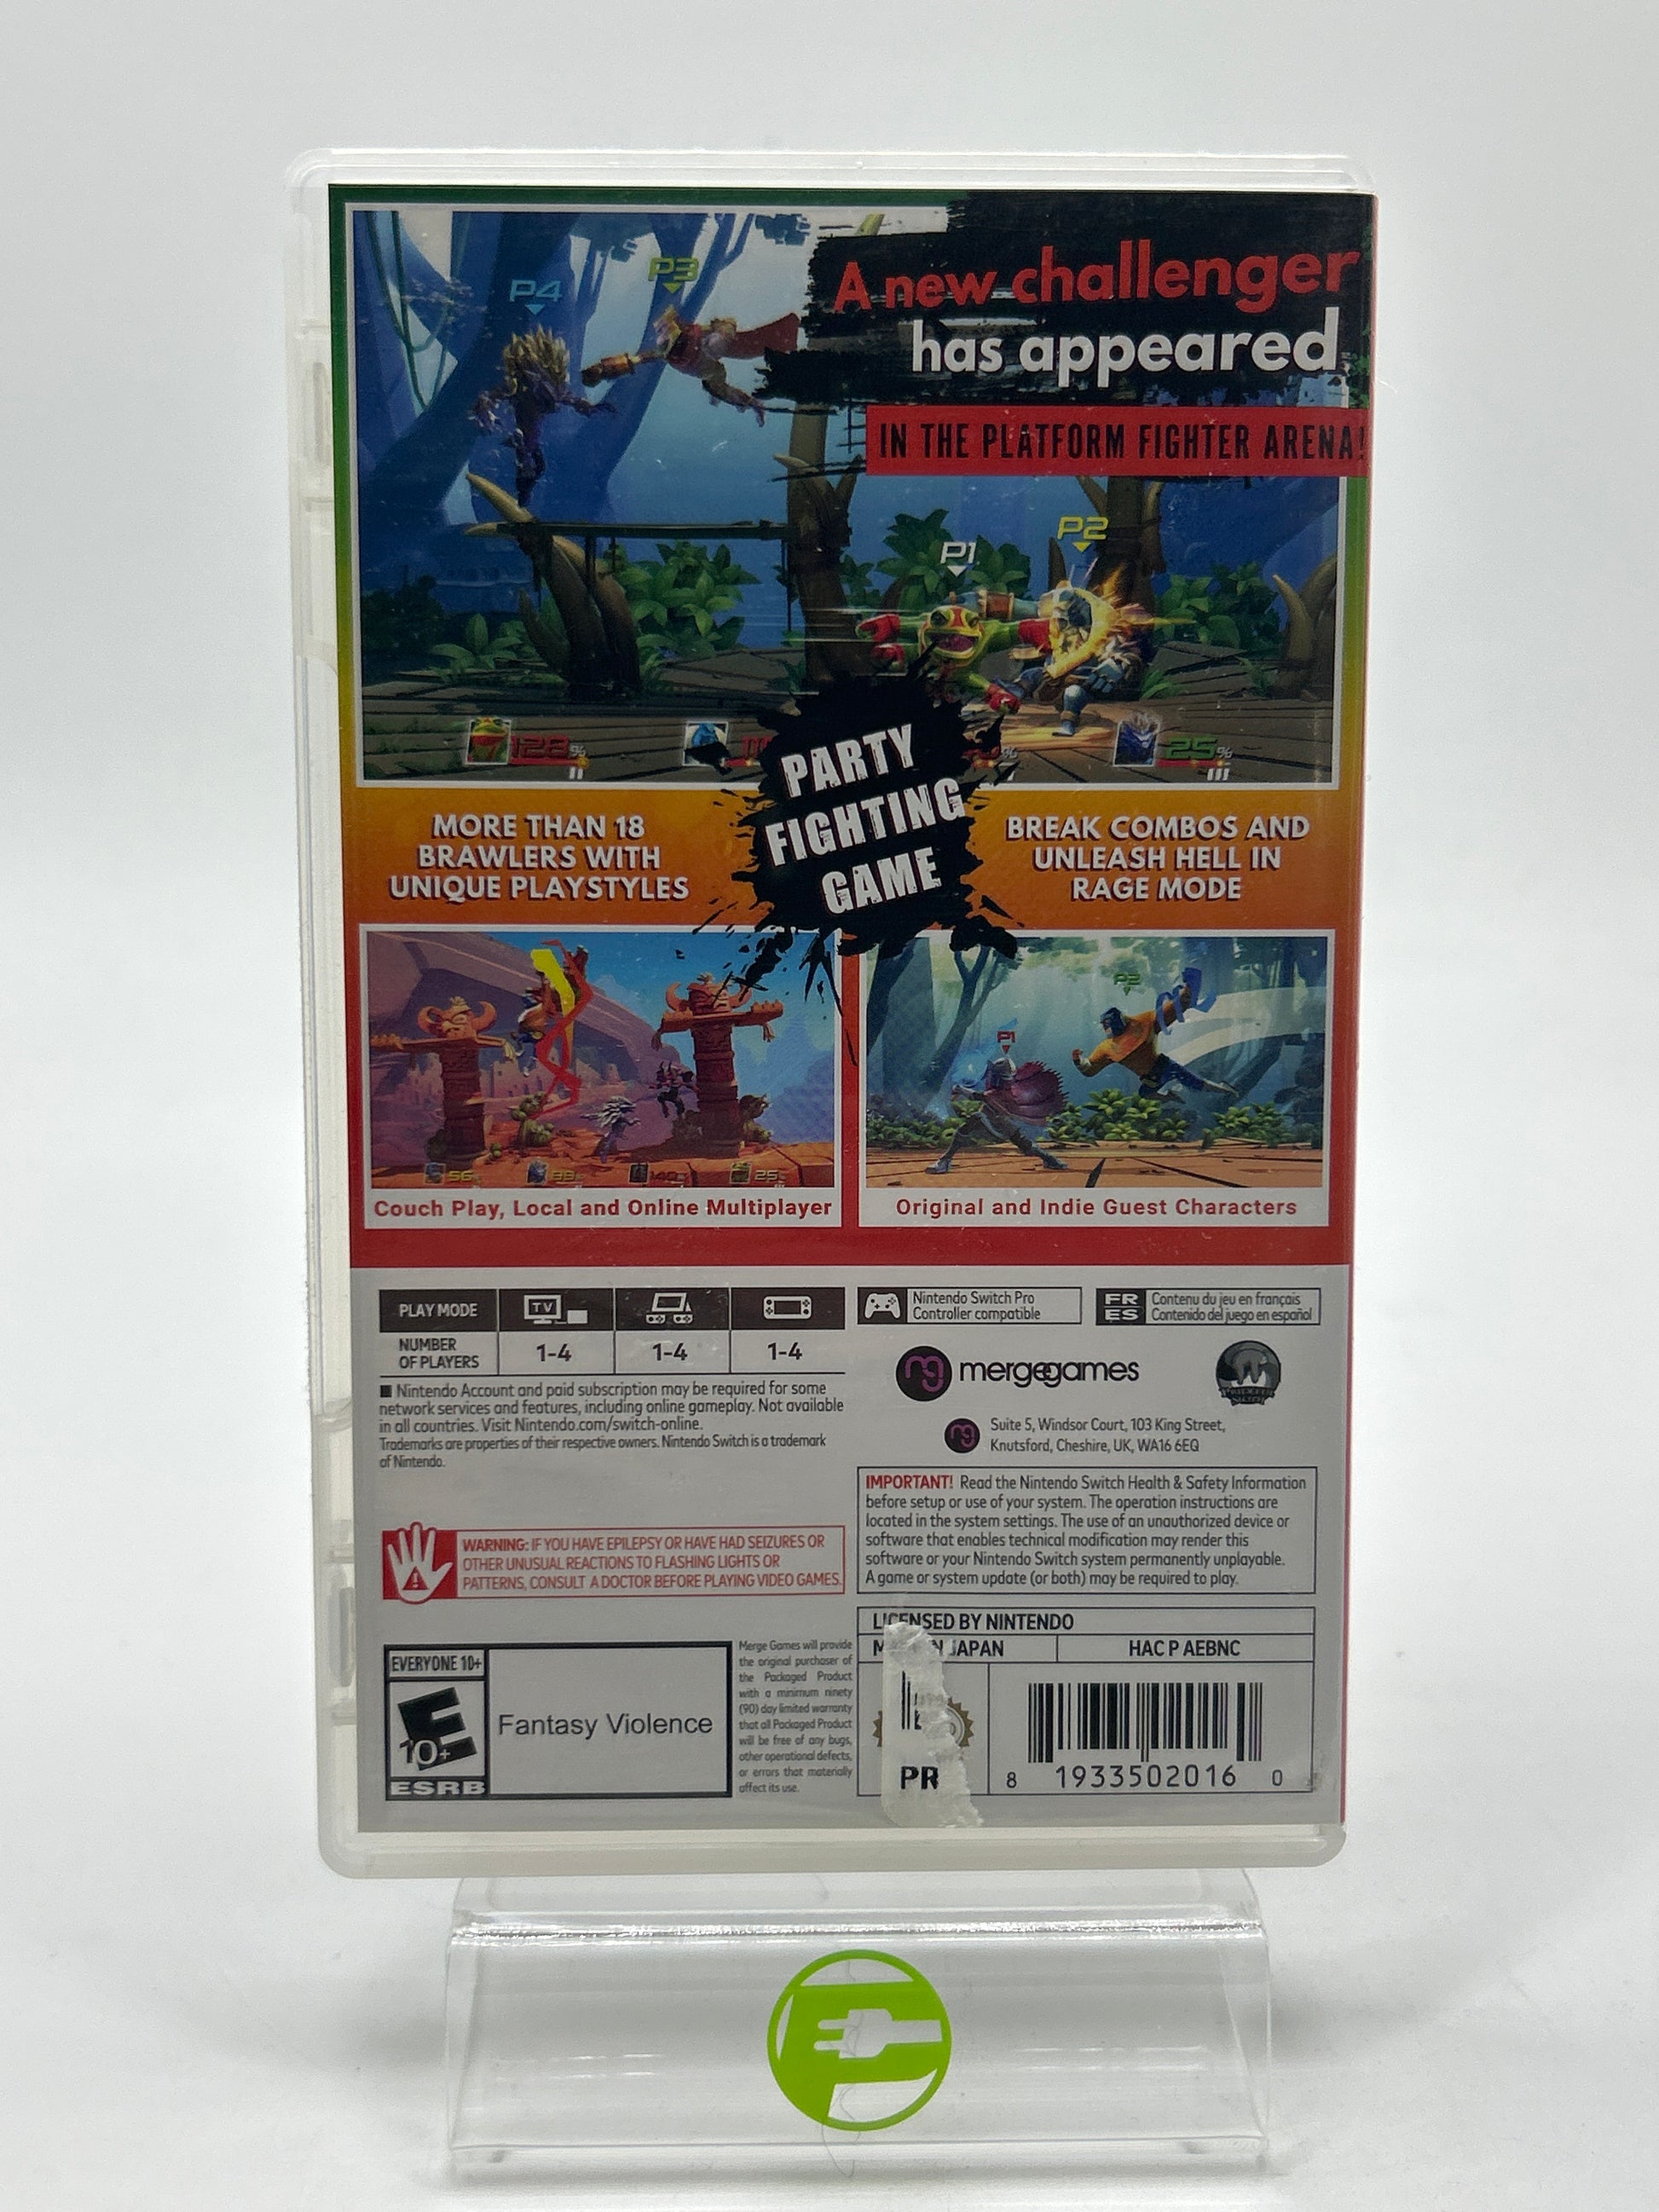 P4
P3
A new challenger
has appeared
IN THE PLATFORM FIGHTER ARENA!
P1
P2
128%
25%
PARTY
FIGHTING
GAME
MORE THAN 18
BRAWLERS WITH
UNIQUE PLAYSTYLES
BREAK COMBOS AND
UNLEASH HELL IN
RAGE MODE
P1
P2
Couch Play, Local and Online Multiplayer
Original and Indie Guest Characters
PLAY MODE
TV
NUMBER
OF PLAYERS
1-4
1-4
1-4
Nintendo Switch Pro
Controller compatible
FR
ES
Contenu du jeu en français
Contenido del juego en español
mergegames
Suite 5, Windsor Court, 103 King Street,
Knutsford, Cheshire, UK, WA16 6EQ
■ Nintendo Account and paid subscription may be required for some
network services and features, including online gameplay. Not available
in all countries. Visit Nintendo.com/switch-online.
Trademarks are properties of their respective owners. Nintendo Switch is a trademark
of Nintendo.
IMPORTANT! Read the Nintendo Switch Health & Safety Information
before setup or use of your system. The operation instructions are
located in the system settings. The use of an unauthorized device or
software that enables technical modification may render this
software or your Nintendo Switch system permanently unplayable.
A game or system update (or both) may be required to play.
WARNING: IF YOU HAVE EPILEPSY OR HAVE HAD SEIZURES OR
OTHER UNUSUAL REACTIONS TO FLASHING LIGHTS OR
PATTERNS, CONSULT A DOCTOR BEFORE PLAYING VIDEO GAMES.
EVERYONE 10+
E
10+
ESRB
Fantasy Violence
Merge Games will provide
the original purchaser of
the Packaged Product
with a minimum ninety
(90) day limited warranty
that all Packaged Product
will be free of any bugs,
other operational defects,
or errors that materially
affect its use.
LICENSED BY NINTENDO
JAPAN
HAC P AEBNC
PR
8 1933502016 0